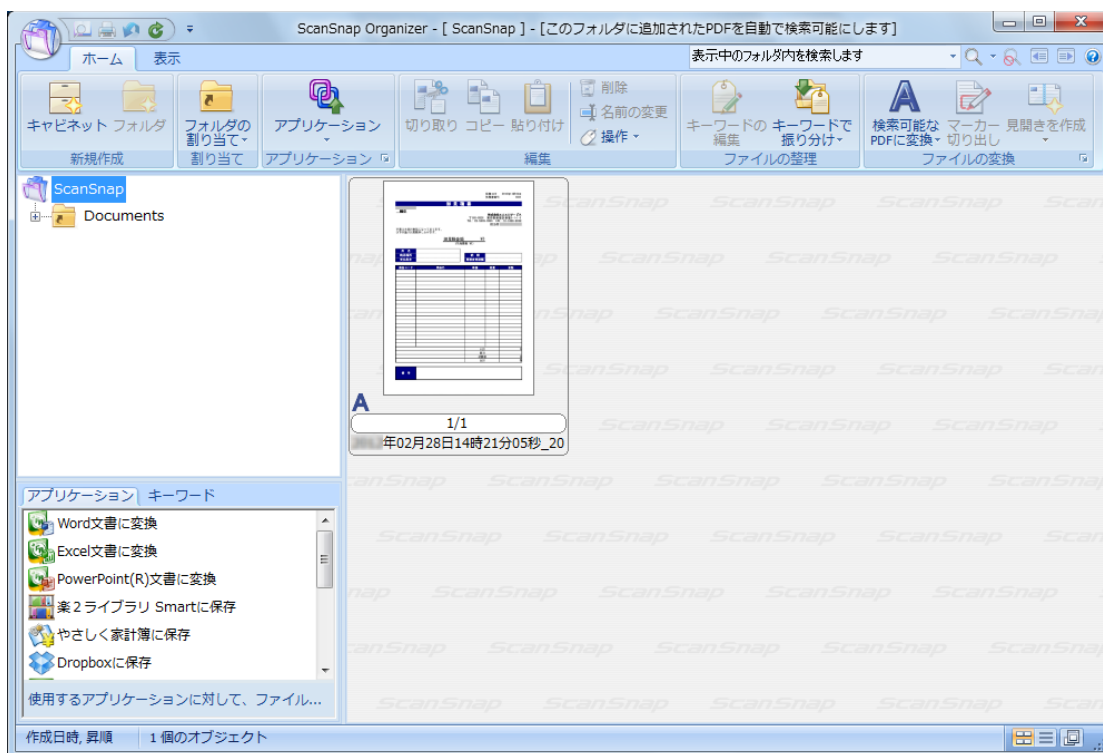 ScanSnap Organizer - [ ScanSnap ] - [このフォルダに追加されたPDFを自動で検索可能にします]
ホーム 表示
表示中のフォルダ内を検索します
キャビネット フォルダ
新規作成
フォルダの
割り当て
割り当て
アプリケーション
アプリケーション
切り取り コピー 貼り付け
削除
名前の変更
操作
編集
キーワードの
編集
キーワードで
振り分け
ファイルの整理
検索可能な
PDFに変換
マーカー
切り出し
見開きを作成
ファイルの変換
ScanSnap
Documents
A
1/1
年02月28日14時21分05秒_20
アプリケーション キーワード
Word文書に変換
Excel文書に変換
PowerPoint(R)文書に変換
楽2ライブラリ Smartに保存
やさしく家計簿に保存
Dropboxに保存
使用するアプリケーションに対して、ファイル...
作成日時, 昇順 1 個のオブジェクト